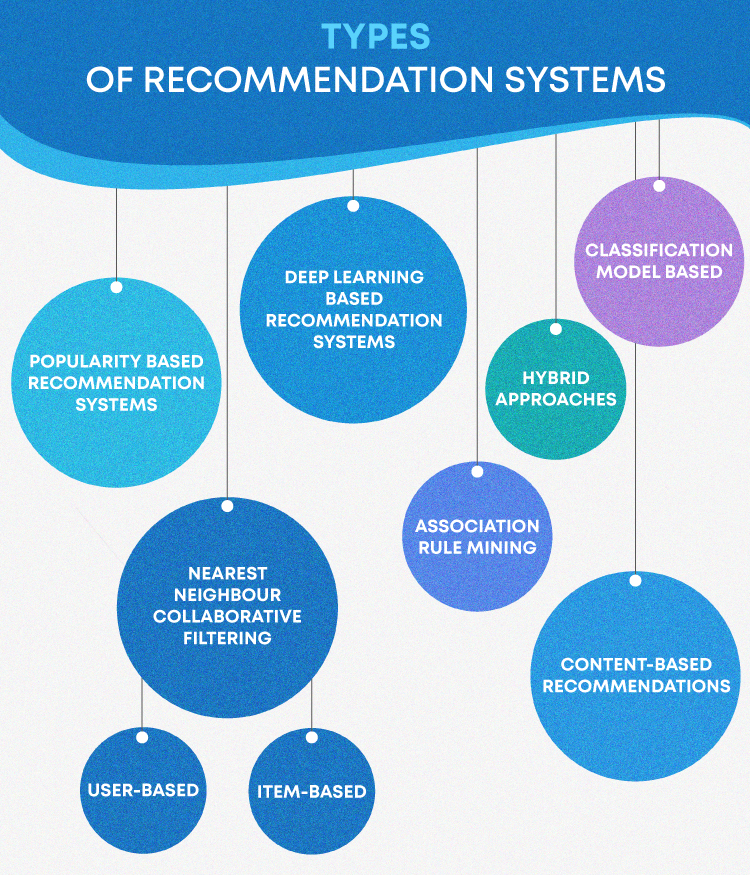 TYPES
OF RECOMMENDATION SYSTEMS
POPULARITY BASED
RECOMMENDATION
SYSTEMS
DEEP LEARNING
BASED
RECOMMENDATION
SYSTEMS
CLASSIFICATION
MODEL BASED
HYBRID
APPROACHES
ASSOCIATION
RULE MINING
NEAREST
NEIGHBOUR
COLLABORATIVE
FILTERING
CONTENT-BASED
RECOMMENDATIONS
USER-BASED
ITEM-BASED